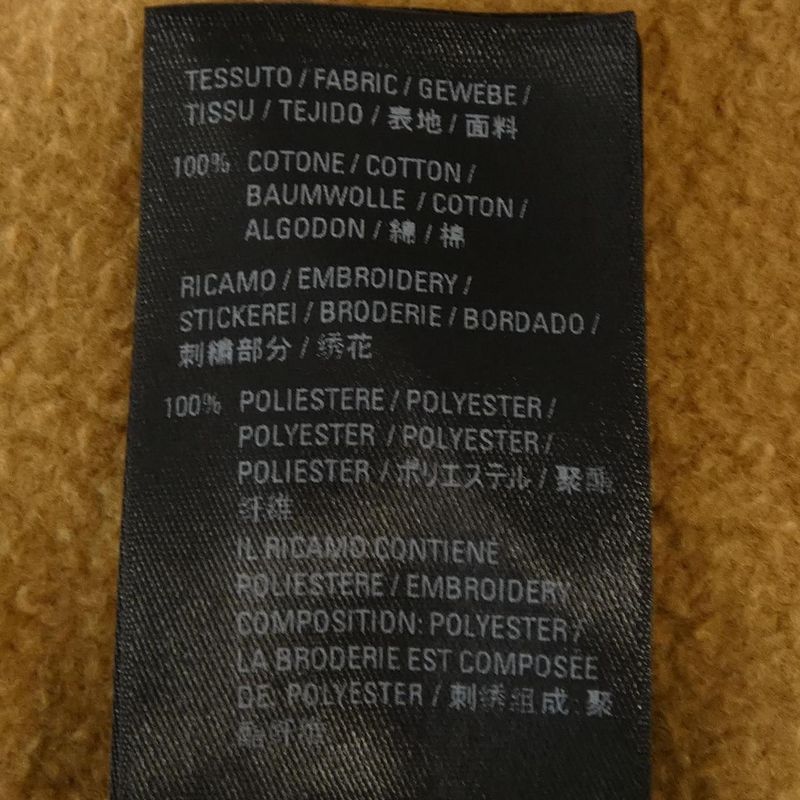 TESSUTO / FABRIC / GEWEBE /
TISSU / TEJIDO / 表地 / 面料
100% COTONE / COTTON /
BAUMWOLLE / COTON /
ALGODON / 綿 / 棉
RICAMO / EMBROIDERY /
STICKEREI / BRODERIE / BORDADO /
刺繍部分 / 绣花
100% POLIESTERE / POLYESTER /
POLYESTER / POLYESTER /
POLIESTER / ポリエステル / 聚酯
纤维
IL RICAMO CONTIENE
POLIESTERE / EMBROIDERY
COMPOSITION: POLYESTER /
LA BRODERIE EST COMPOSÉE
DE: POLYESTER / 刺绣组成: 聚
酯纤维